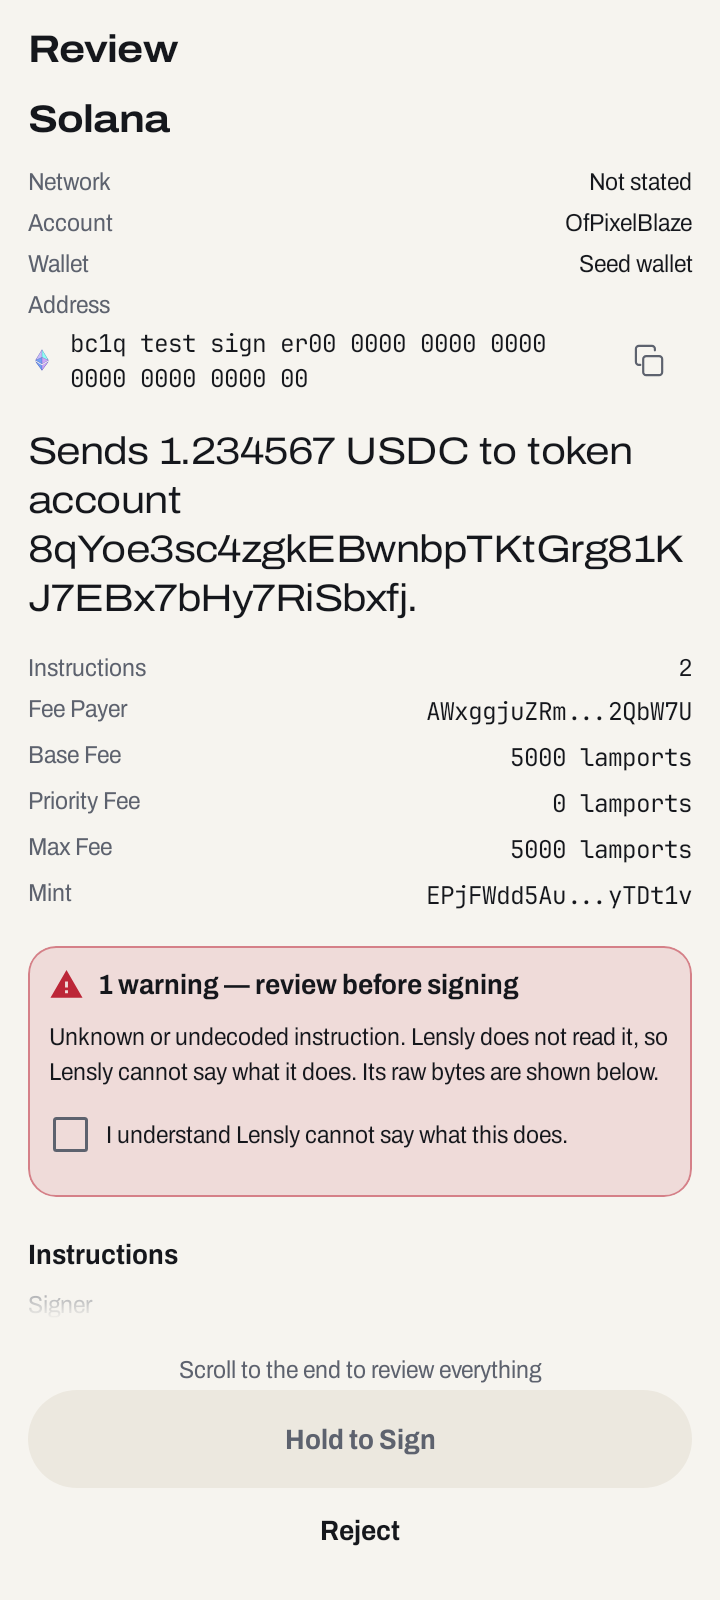 Review
Solana
Network Not stated
Account OfPixelBlaze
Wallet Seed wallet
Address
bc1q test sign er00 0000 0000 0000
0000 0000 0000 00
Sends 1.234567 USDC to token
account
8qYoe3sc4zgkEBwnbpTKtGrg81K
J7EBx7bHy7RiSbxfj.
Instructions 2
Fee Payer AWxggjuZRm...2QbW7U
Base Fee 5000 lamports
Priority Fee 0 lamports
Max Fee 5000 lamports
Mint EPjFWdd5Au...yTDt1v
1 warning — review before signing
Unknown or undecoded instruction. Lensly does not read it, so
Lensly cannot say what it does. Its raw bytes are shown below.
I understand Lensly cannot say what this does.
Instructions
Signer
Scroll to the end to review everything
Hold to Sign
Reject